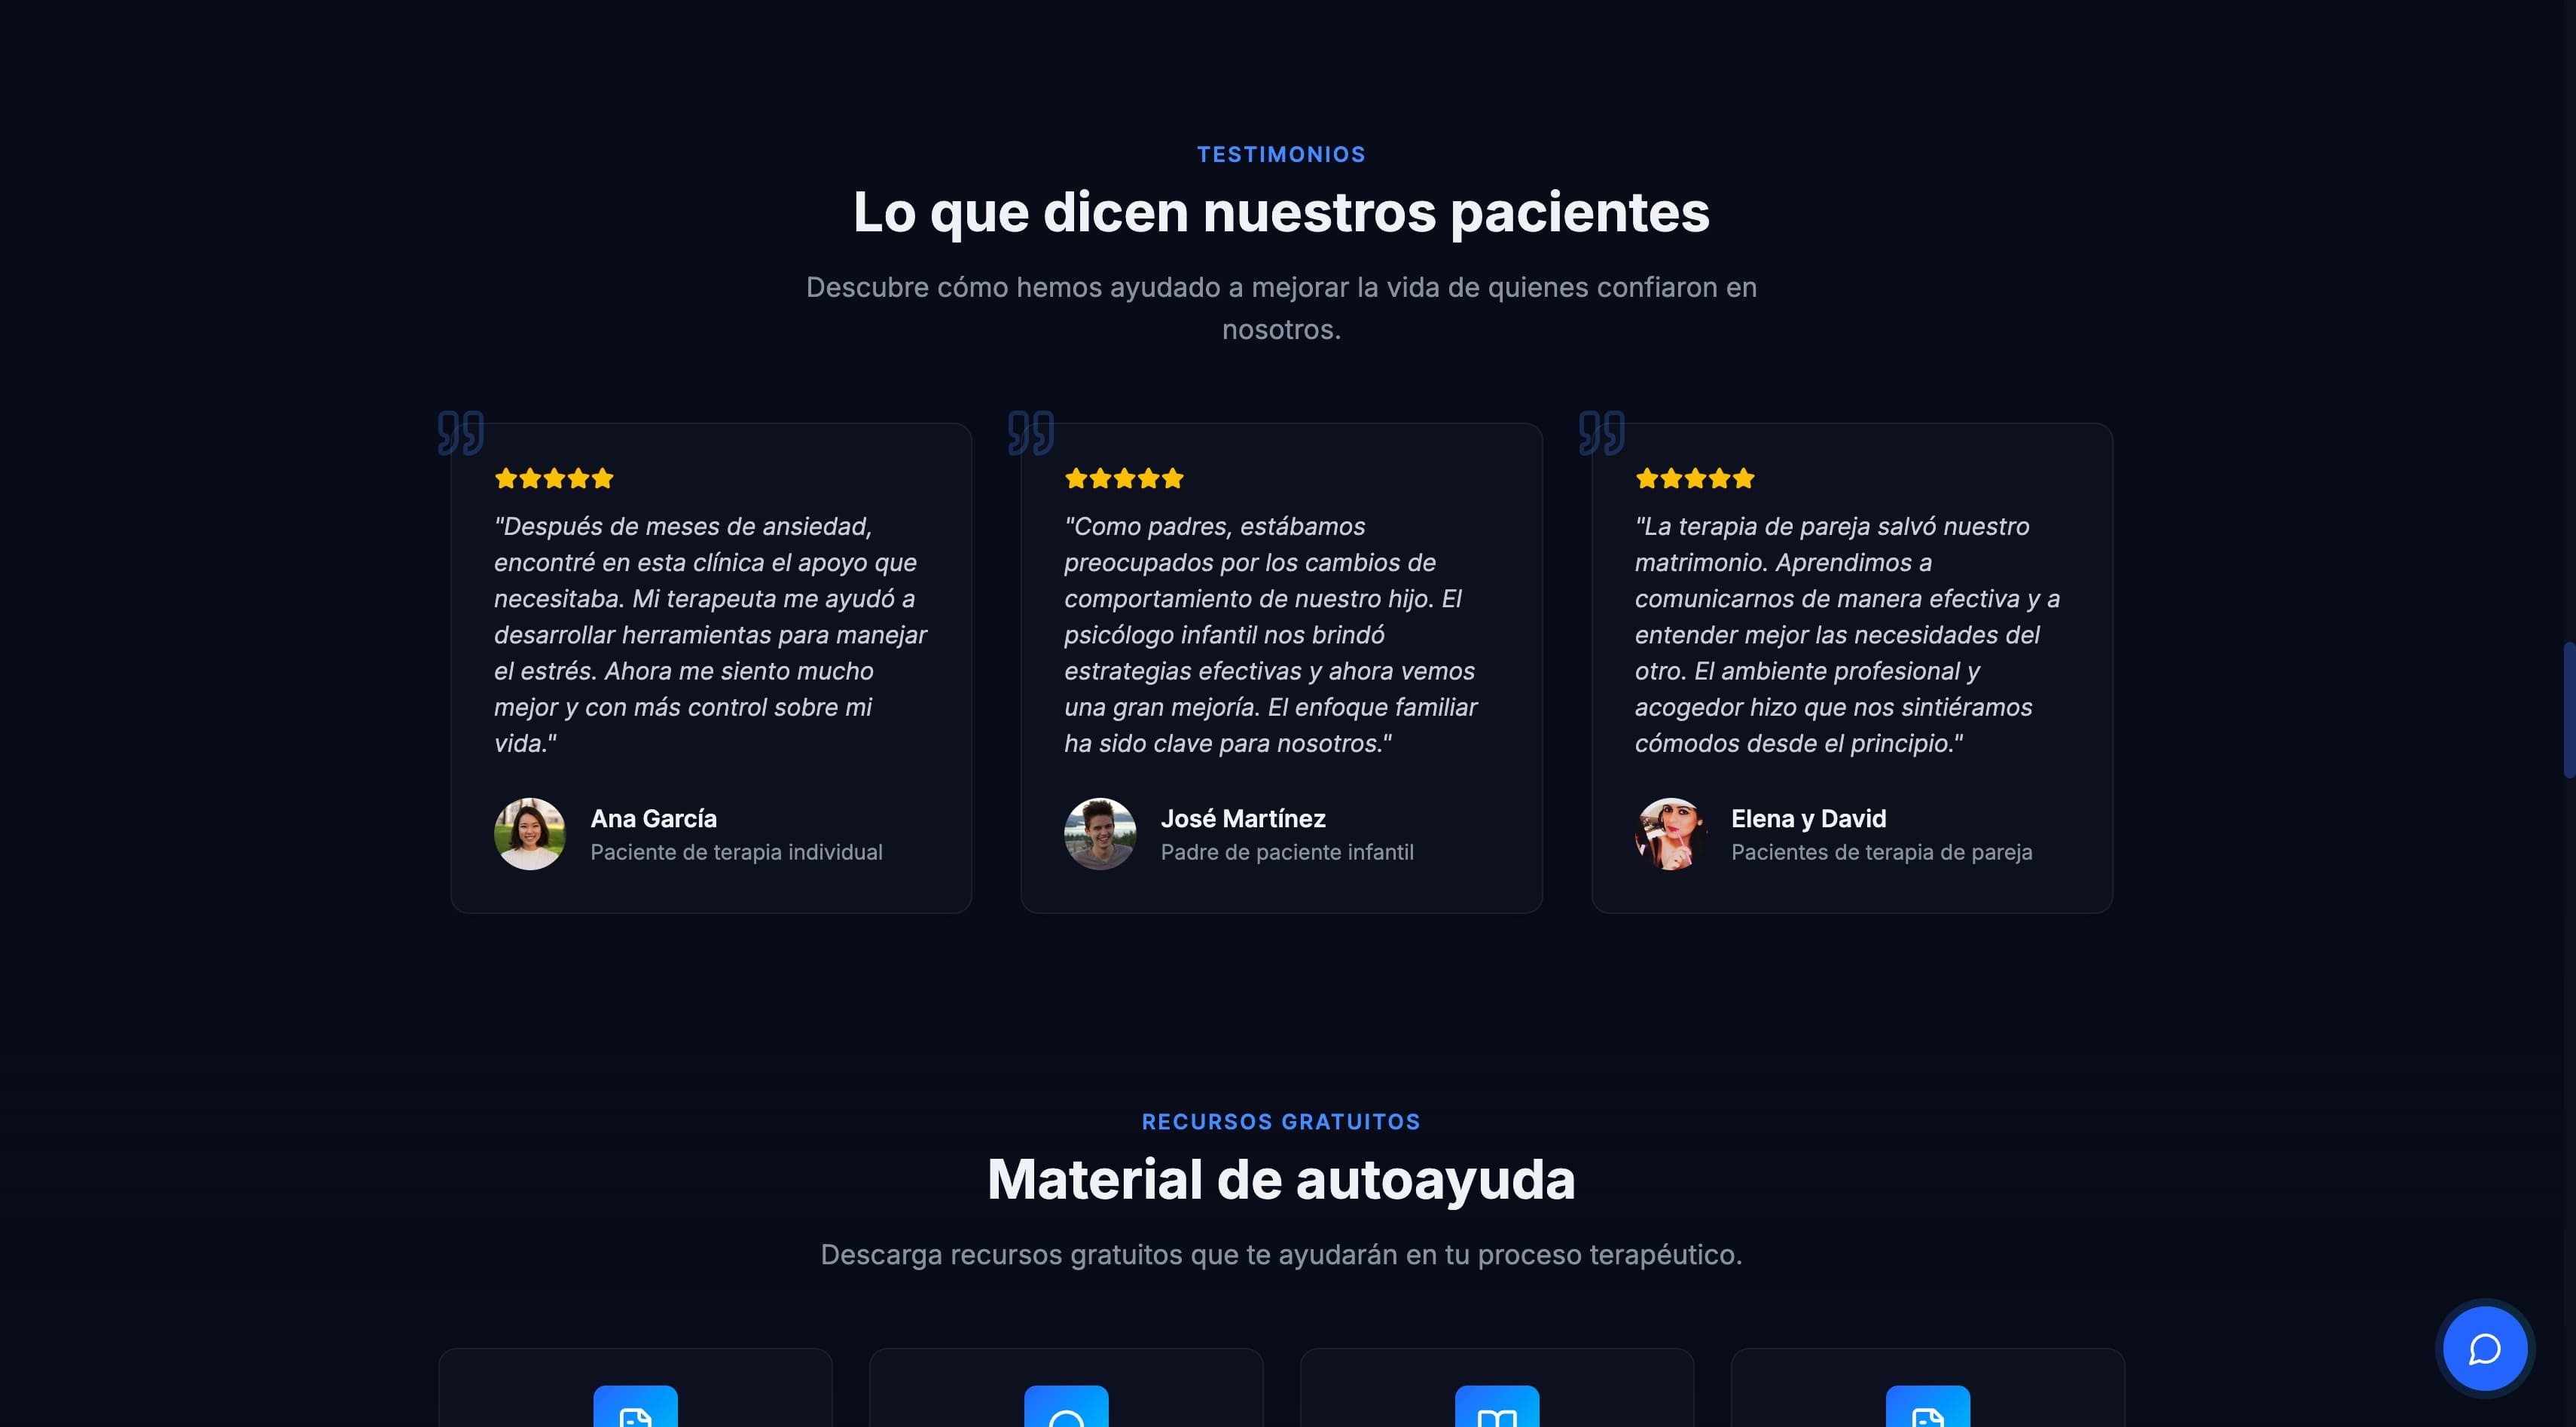 TESTIMONIOS
Lo que dicen nuestros pacientes
Descubre cómo hemos ayudado a mejorar la vida de quienes confiaron en
nosotros.
"Después de meses de ansiedad,
encontré en esta clínica el apoyo que
necesitaba. Mi terapeuta me ayudó a
desarrollar herramientas para manejar
el estrés. Ahora me siento mucho
mejor y con más control sobre mi
vida."
Ana García
Paciente de terapia individual
"Como padres, estábamos
preocupados por los cambios de
comportamiento de nuestro hijo. El
psicólogo infantil nos brindó
estrategias efectivas y ahora vemos
una gran mejoría. El enfoque familiar
ha sido clave para nosotros."
José Martínez
Padre de paciente infantil
"La terapia de pareja salvó nuestro
matrimonio. Aprendimos a
comunicarnos de manera efectiva y a
entender mejor las necesidades del
otro. El ambiente profesional y
acogedor hizo que nos sintiéramos
cómodos desde el principio."
Elena y David
Pacientes de terapia de pareja
RECURSOS GRATUITOS
Material de autoayuda
Descarga recursos gratuitos que te ayudarán en tu proceso terapéutico.